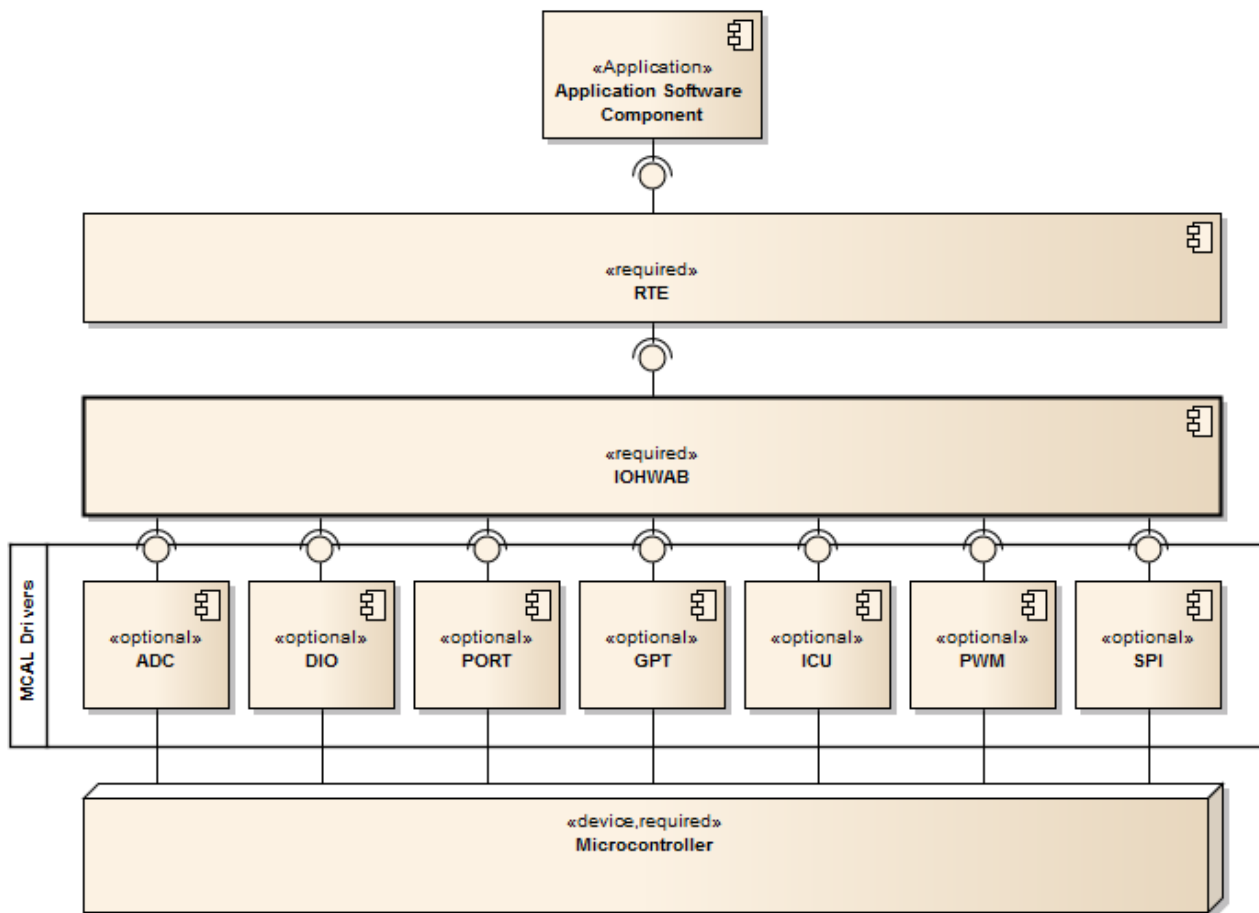 «Application»
Application Software
Component
«required»
RTE
«required»
IOHWAB
MCAL Drivers
«optional»
ADC
«optional»
DIO
«optional»
PORT
«optional»
GPT
«optional»
ICU
«optional»
PWM
«optional»
SPI
«device,required»
Microcontroller